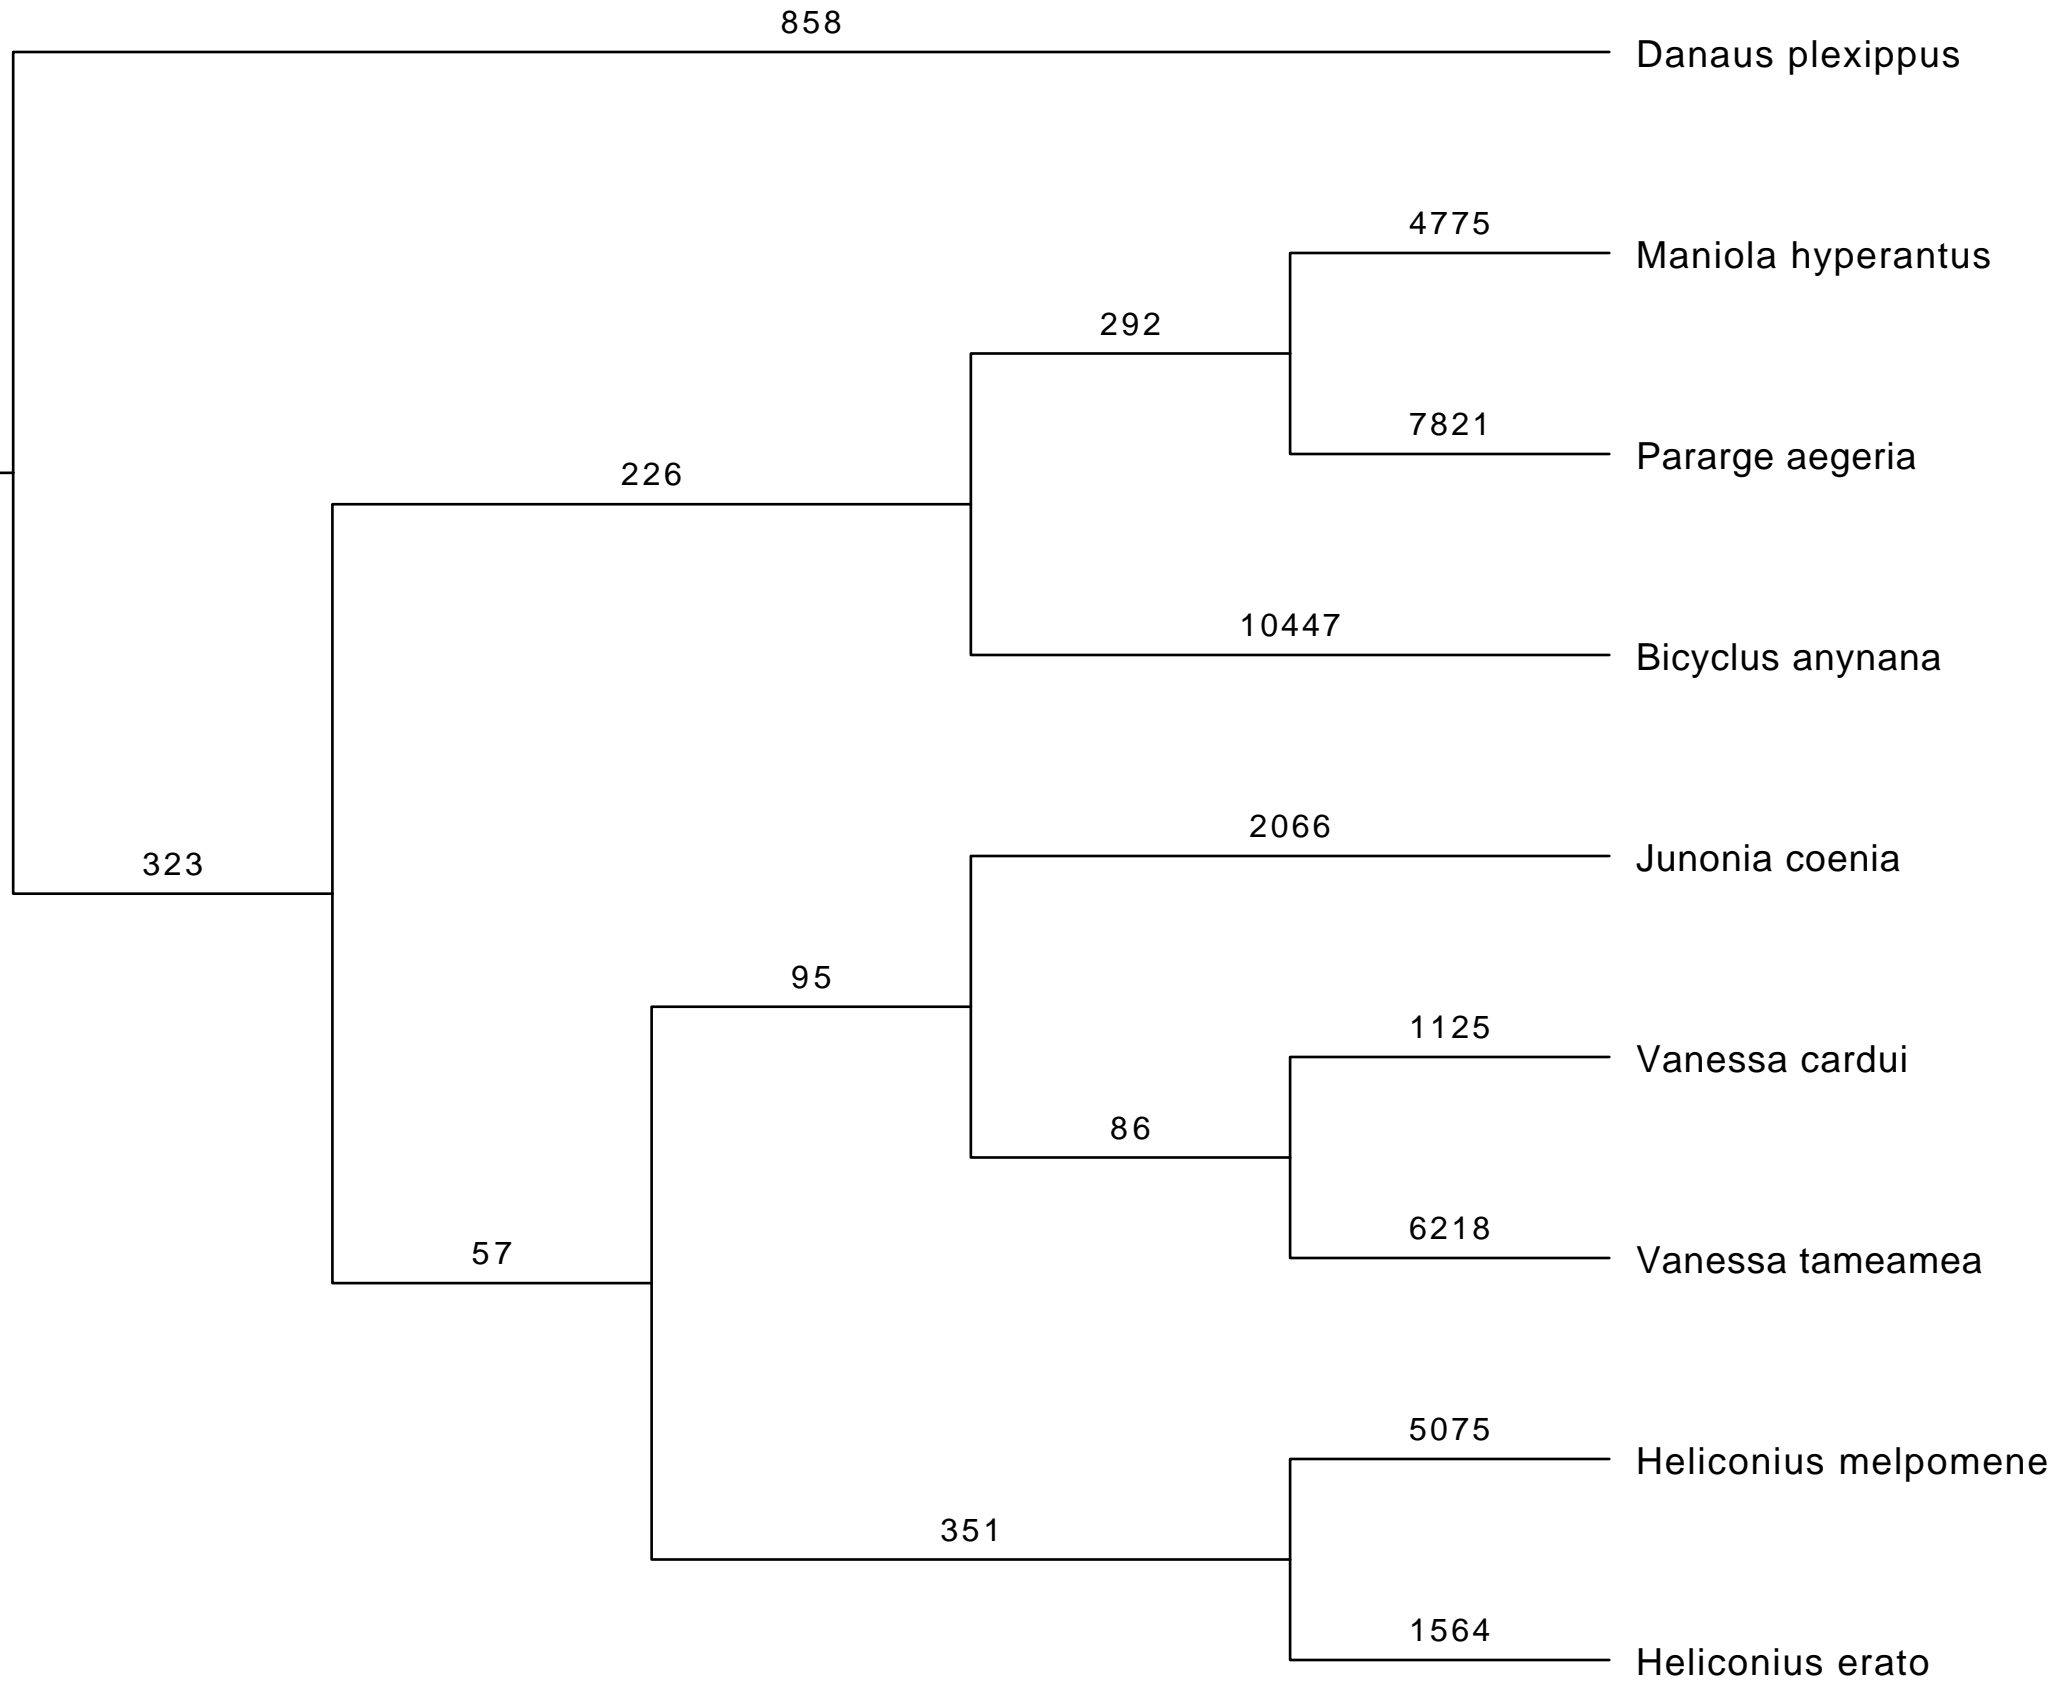 858
Danaus plexippus
4775
Maniola hyperantus
292
7821
Pararge aegeria
226
10447
Bicyclus anynana
2066
Junonia coenia
323
95
1125
Vanessa cardui
86
6218
Vanessa tameamea
57
5075
Heliconius melpomene
351
1564
Heliconius erato